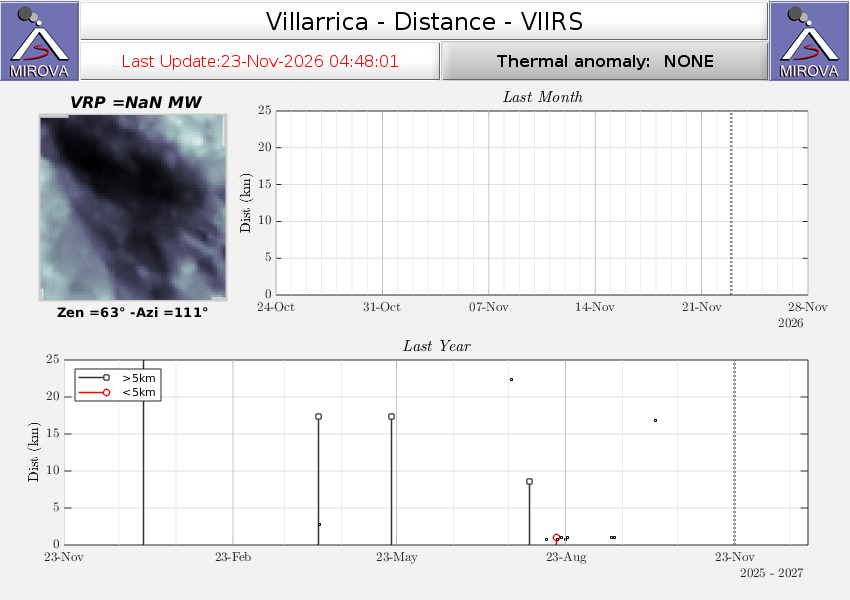 Villarrica - Distance - VIIRS
MIROVA
Last Update:23-Nov-2026 04:48:01
Thermal anomaly: NONE
MIROVA
VRP =NaN MW
Zen =63° -Azi =111°
Last Month
Dist (km)
25
20
15
10
5
0
24-Oct 31-Oct 07-Nov 14-Nov 21-Nov 28-Nov
2026
Last Year
Dist (km)
25
20
15
10
5
0
>5km
<5km
23-Nov 23-Feb 23-May 23-Aug 23-Nov
2025 - 2027